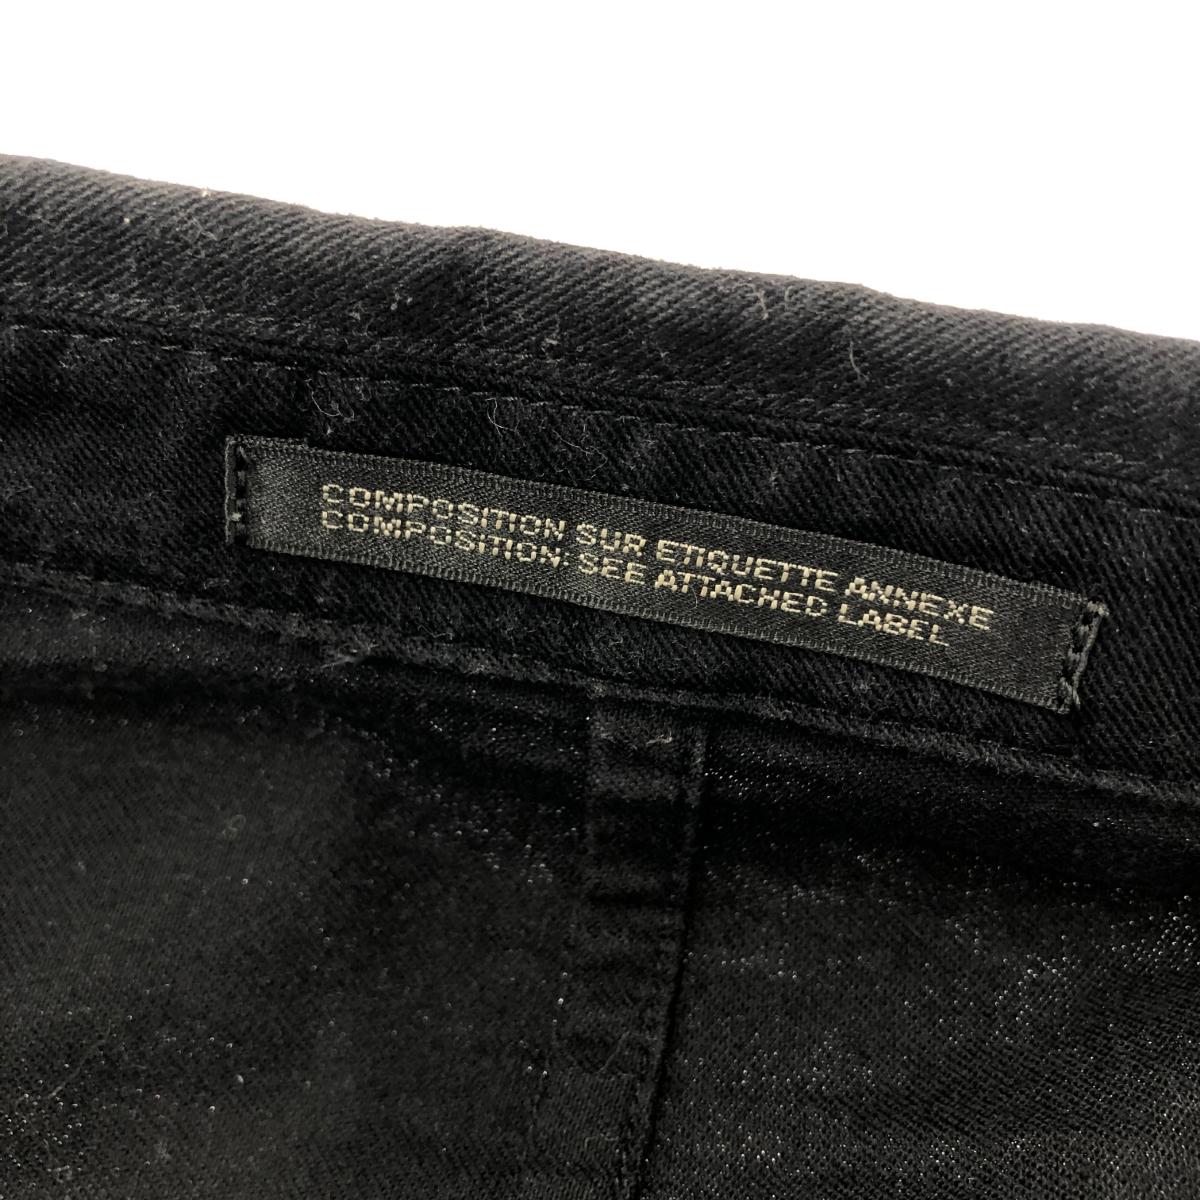 COMPOSITION SUR ETIQUETTE ANNEXE
COMPOSITION. SEE ATTACHED LABEL